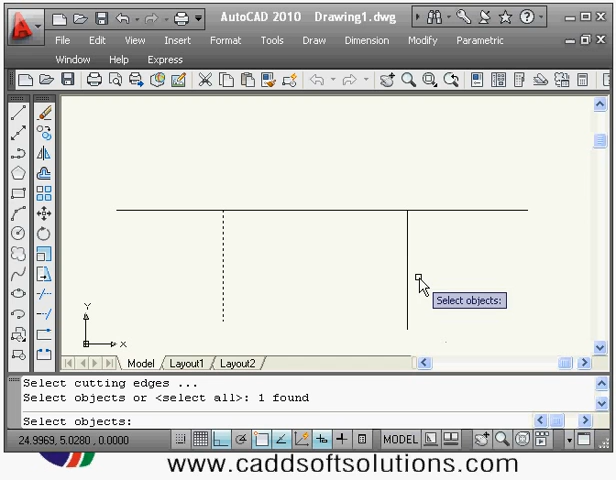 AutoCAD 2010 Drawing1.dwg
File Edit View Insert Format Tools Draw Dimension Modify Parametric
Window Help Express
Select objects:
Y
X
Model Layout1 Layout2
Select cutting edges ...
Select objects or <select all>: 1 found
Select objects:
24.9969, 5.0280, 0.0000 MODEL
www.caddsoftsolutions.com